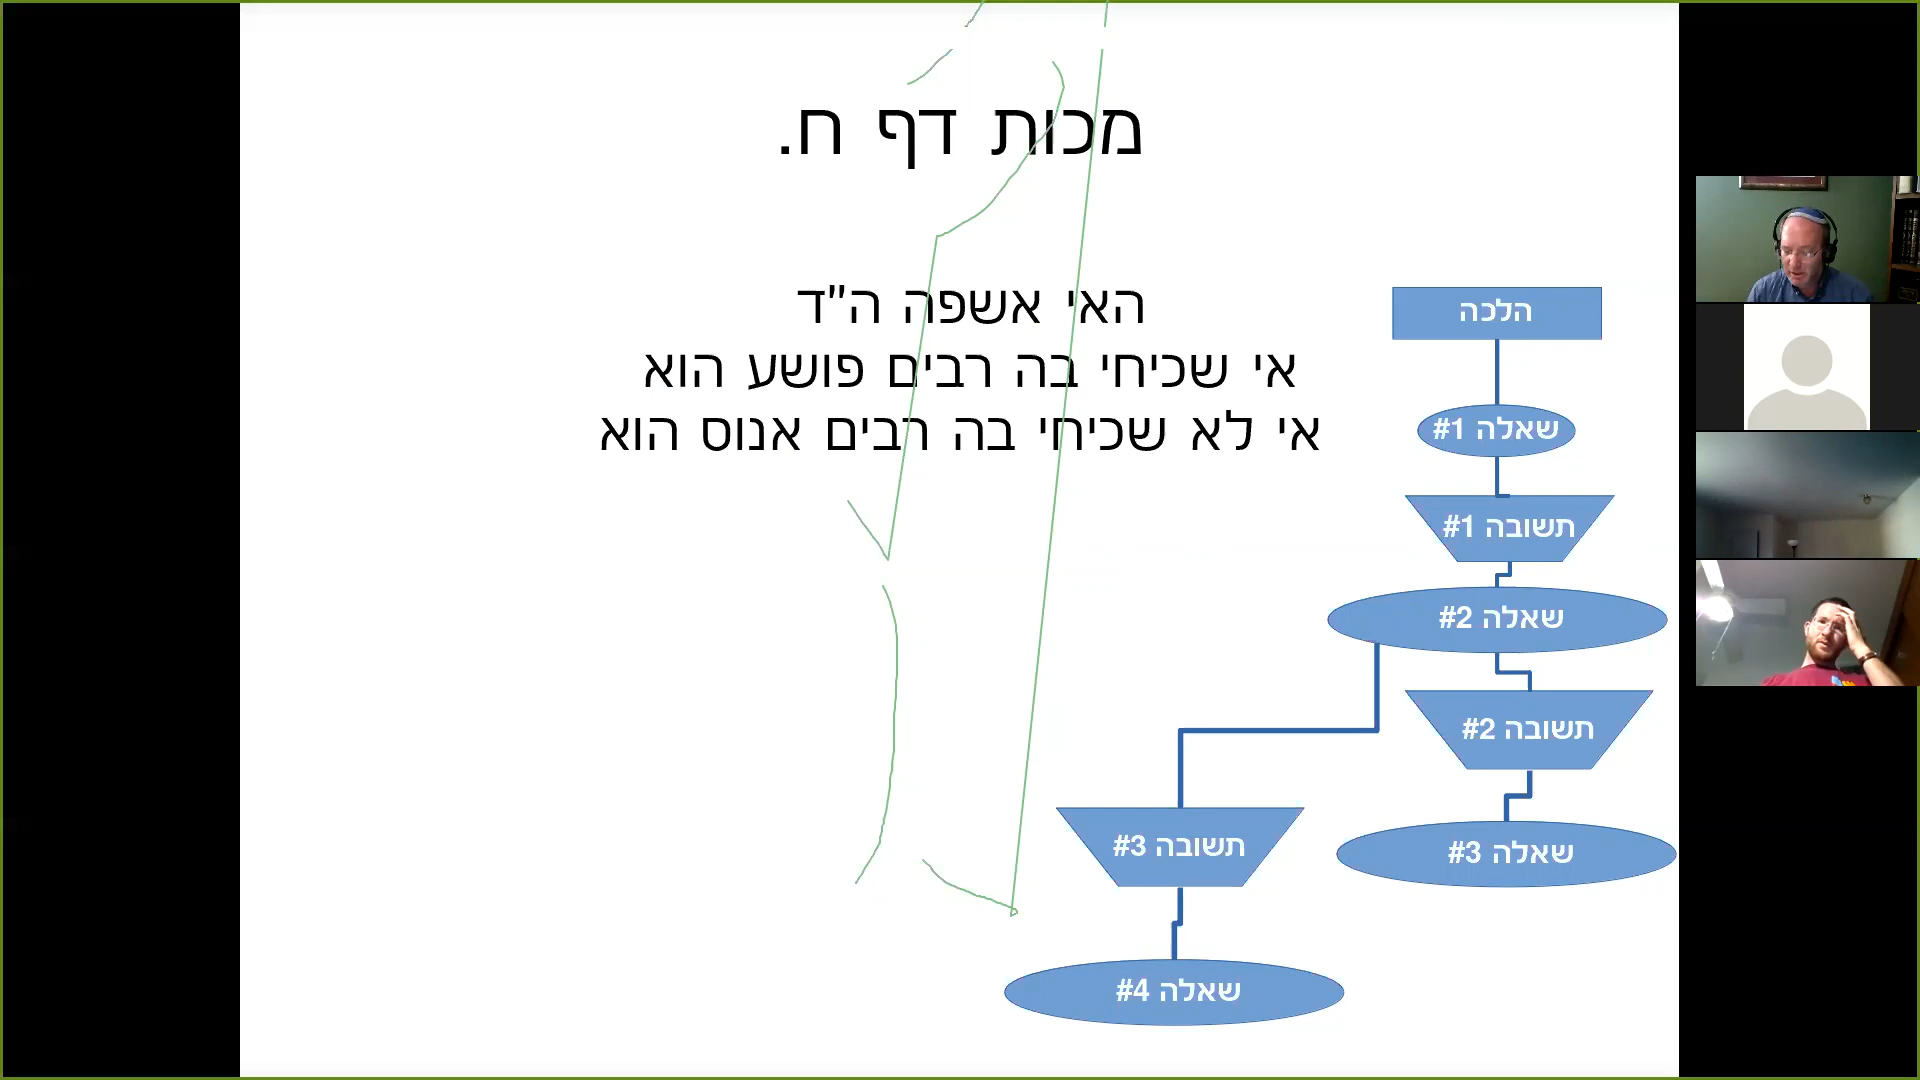 מכות דף ח.
האי אשפה ה"ד
אי שכיחי בה רבים פושע הוא
אי לא שכיחי בה רבים אנוס הוא
הלכה
שאלה #1
תשובה #1
שאלה #2
תשובה #2
תשובה #3
שאלה #3
שאלה #4